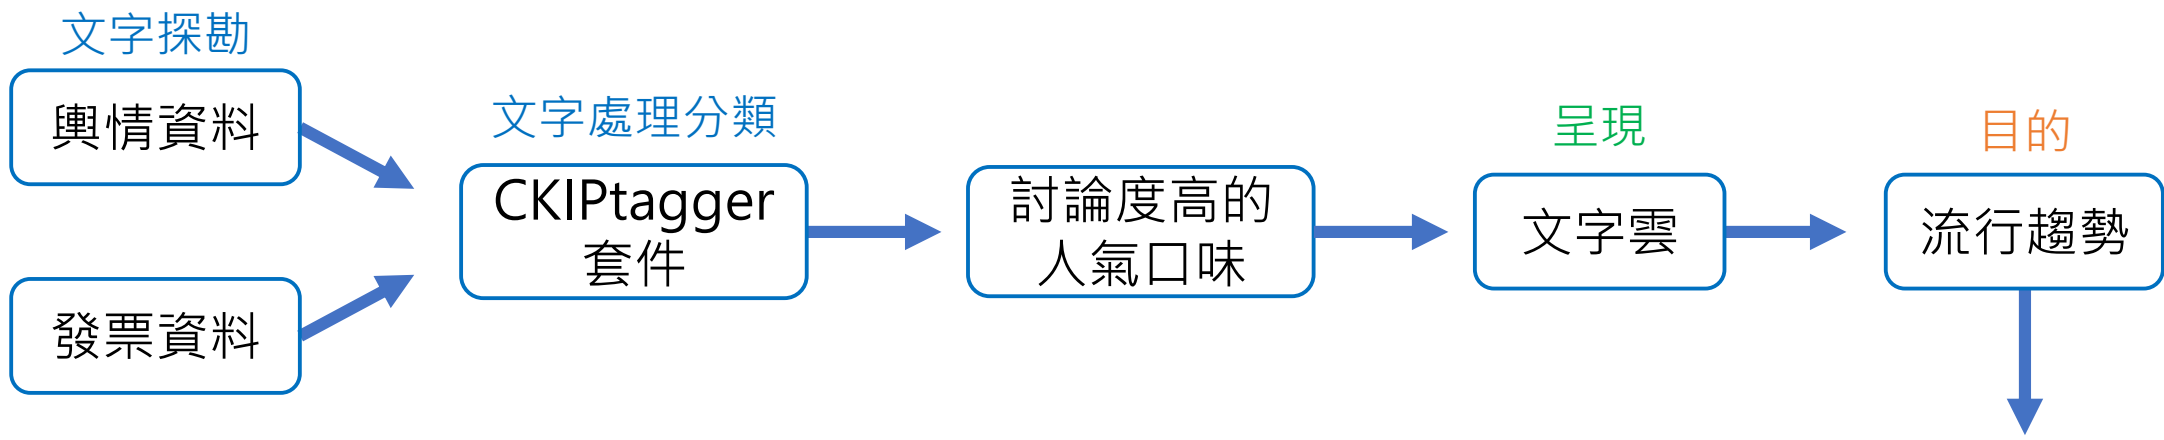 文字探勘
輿情資料
發票資料
文字處理分類
CKIPtagger
套件
討論度高的
人氣口味
呈現
文字雲
目的
流行趨勢